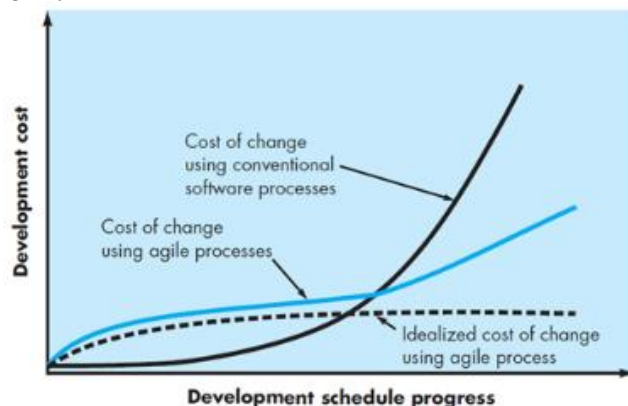 Development cost
Cost of change
using conventional
software processes
Cost of change
using agile processes
Idealized cost of change
using agile process
Development schedule progress